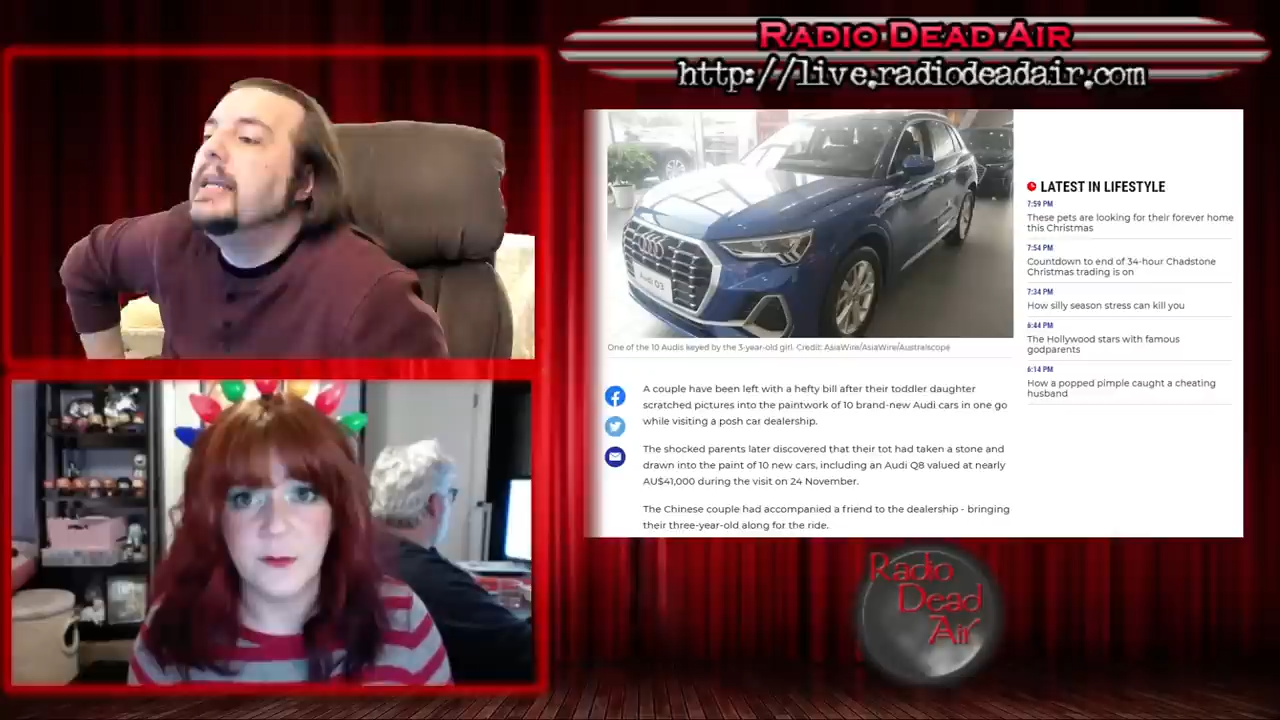 RADIO DEAD AIR
http://live.radiodeadair.com
Audi Q3
One of the 10 Audis keyed by the 3-year-old girl. Credit: AsiaWire/AsiaWire/Australscope
A couple have been left with a hefty bill after their toddler daughter
scratched pictures into the paintwork of 10 brand-new Audi cars in one go
while visiting a posh car dealership.
The shocked parents later discovered that their tot had taken a stone and
drawn into the paint of 10 new cars, including an Audi Q8 valued at nearly
AU$41,000 during the visit on 24 November.
The Chinese couple had accompanied a friend to the dealership - bringing
their three-year-old along for the ride.
LATEST IN LIFESTYLE
7:59 PM
These pets are looking for their forever home
this Christmas
7:54 PM
Countdown to end of 34-hour Chadstone
Christmas trading is on
7:34 PM
How silly season stress can kill you
6:44 PM
The Hollywood stars with famous
godparents
6:14 PM
How a popped pimple caught a cheating
husband
Radio
Dead
Air